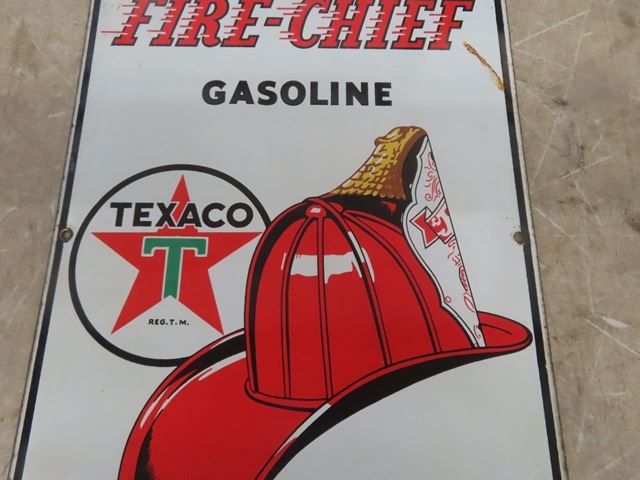 FIRE-CHIEF
GASOLINE
TEXACO
T
REG. T. M.